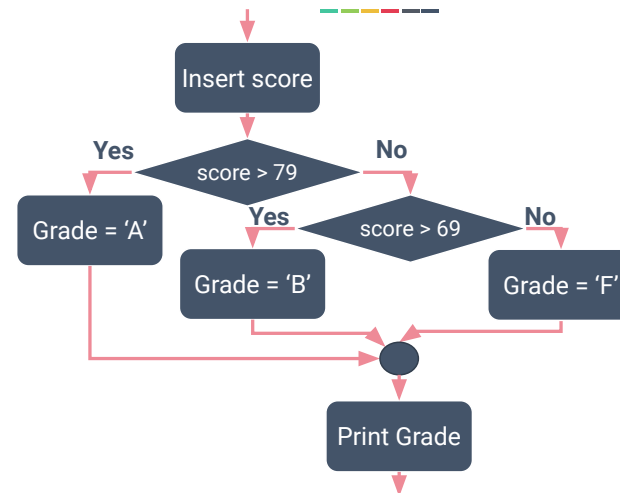 Insert score
Yes
No
score > 79
Grade = ‘A’
Yes
score > 69
No
Grade = ‘B’
Grade = ‘F’
Print Grade